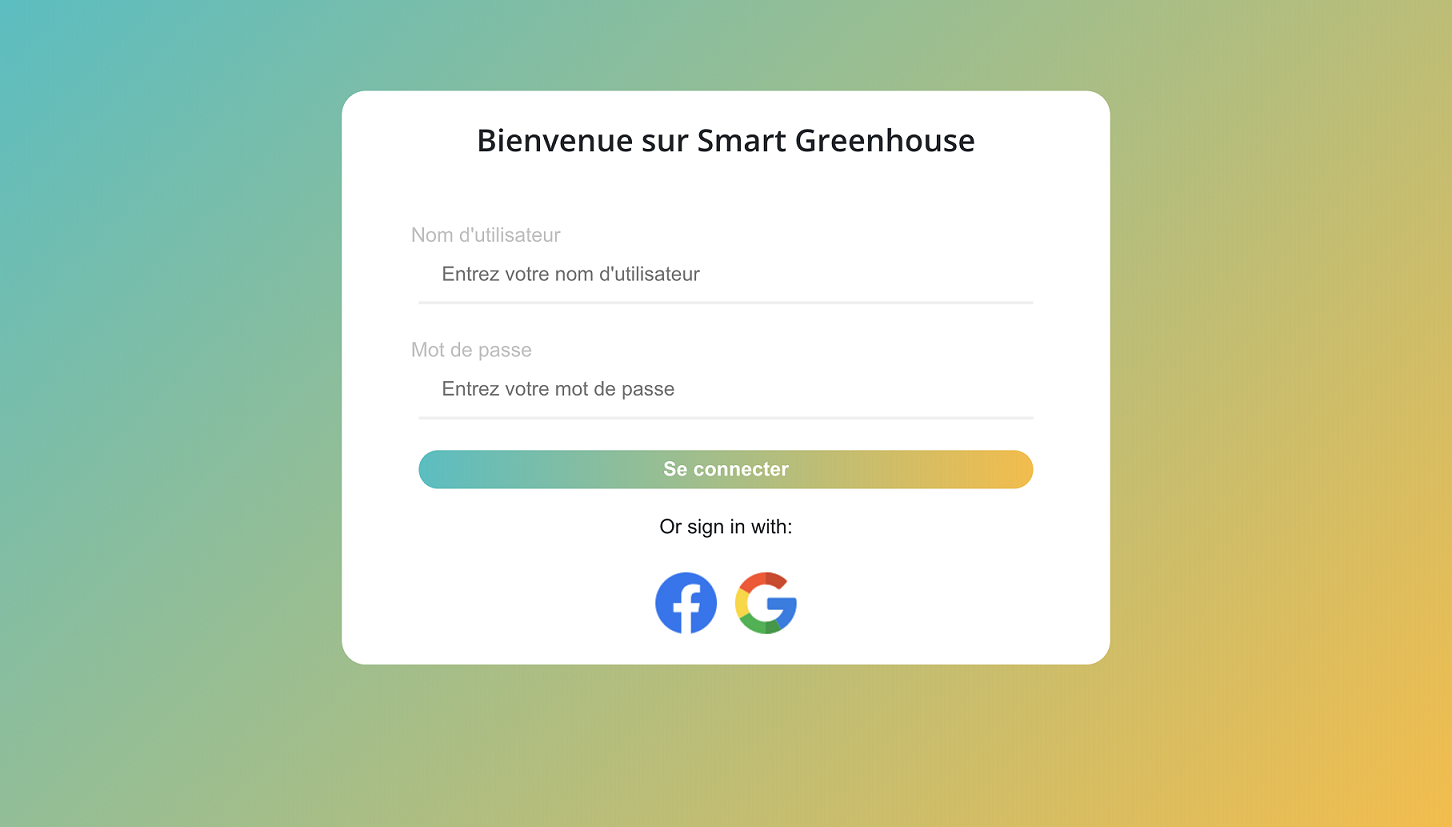 Bienvenue sur Smart Greenhouse
Nom d'utilisateur
Entrez votre nom d'utilisateur
Mot de passe
Entrez votre mot de passe
Se connecter
Or sign in with: